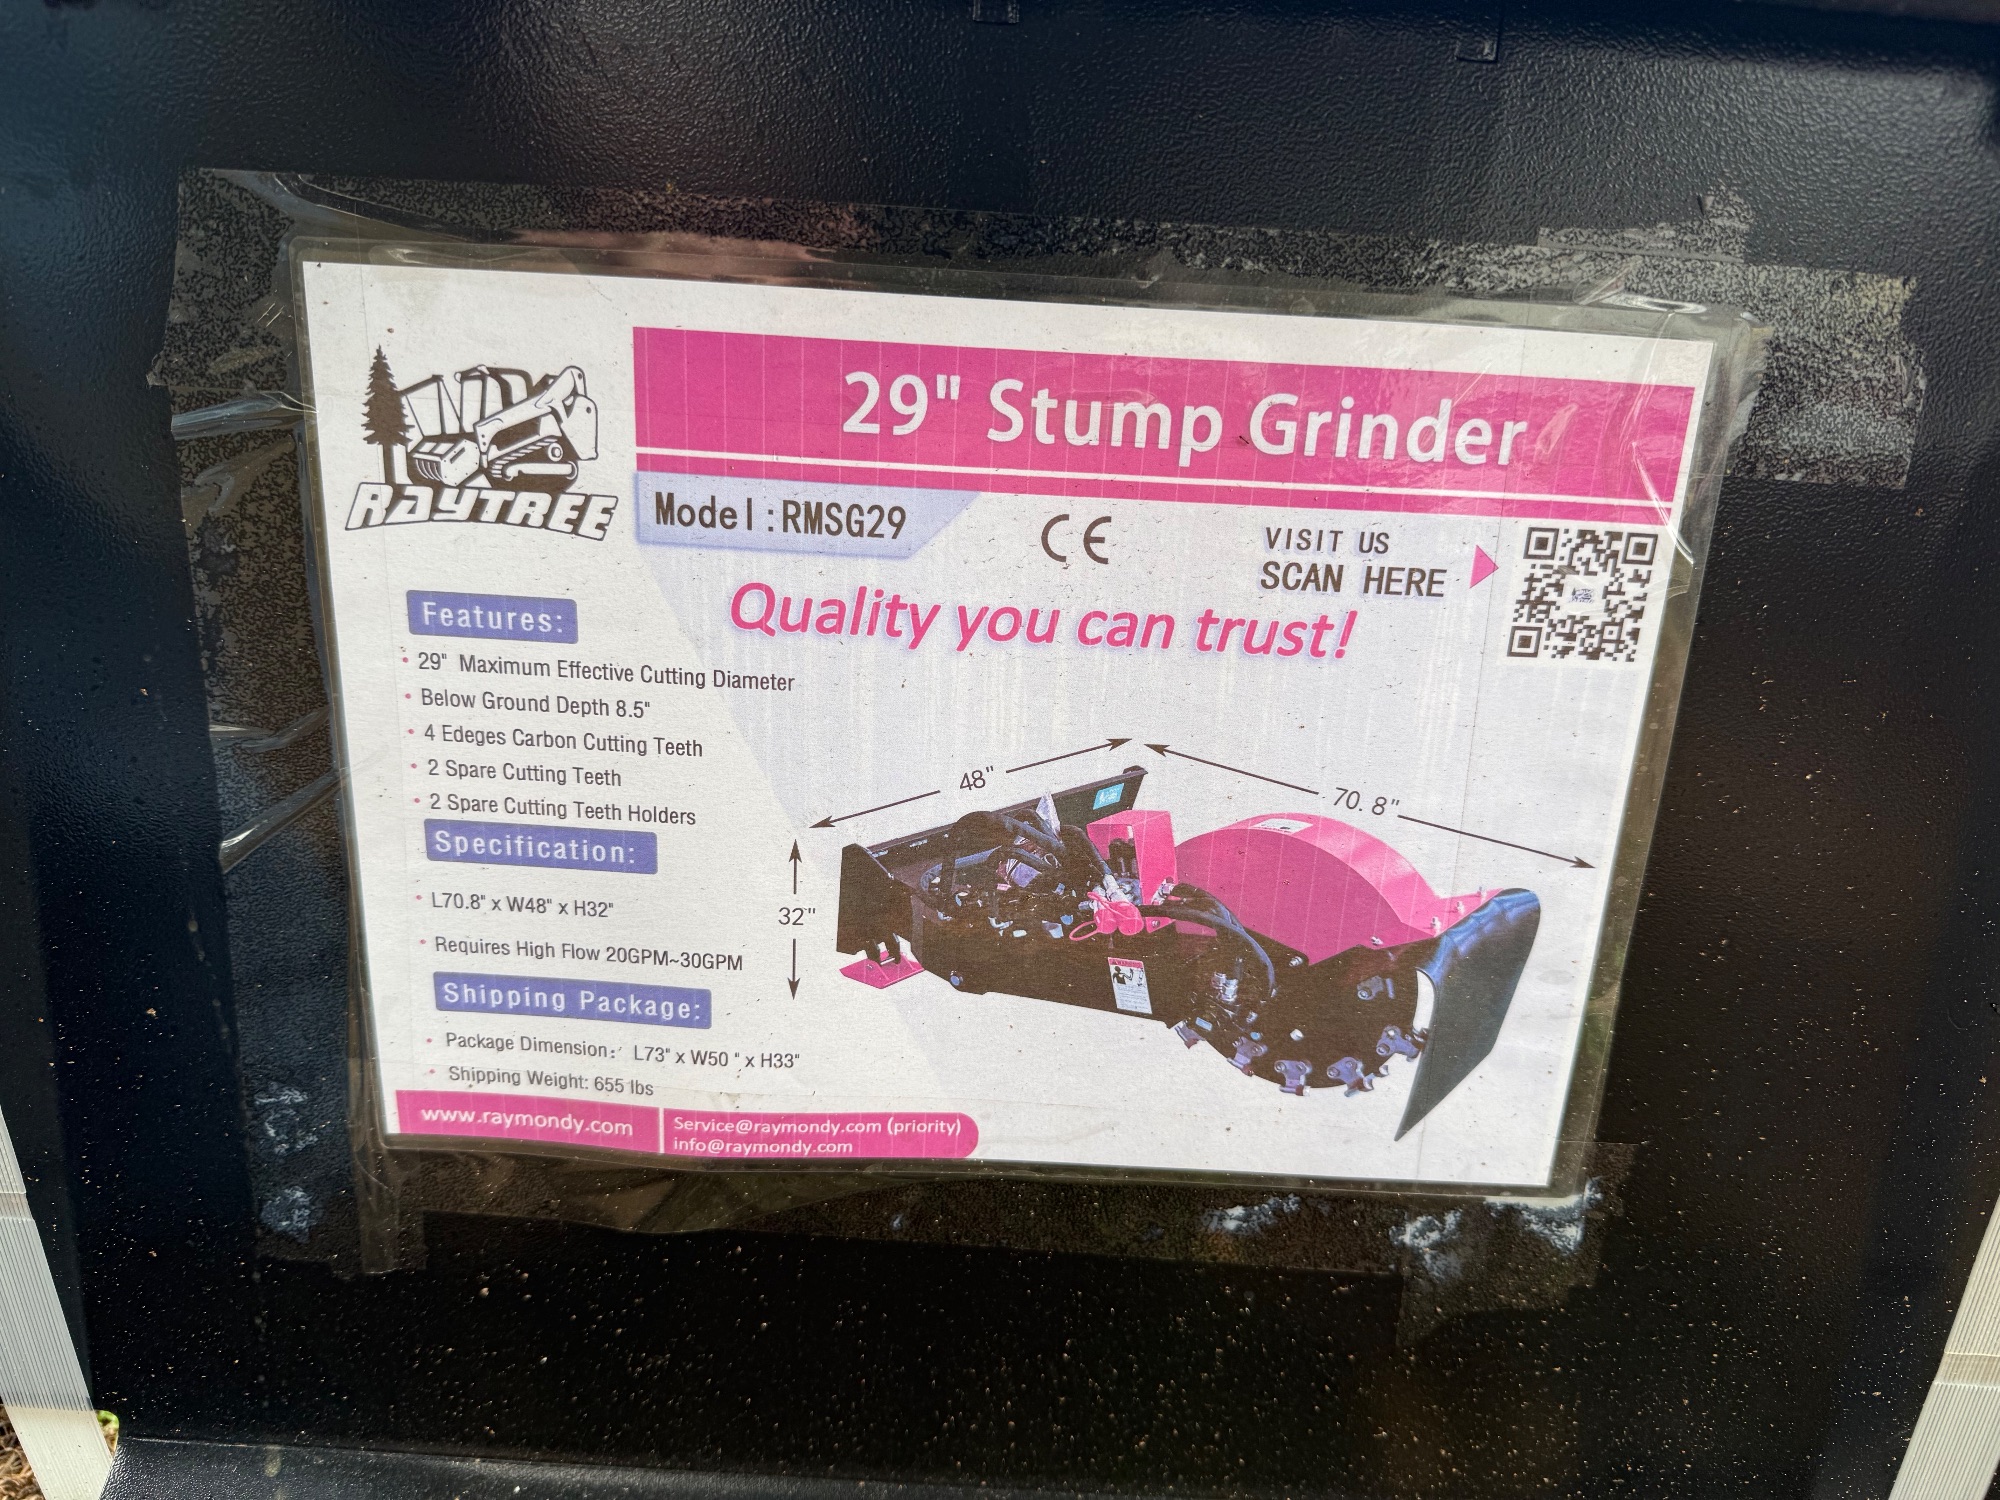 RAYTREE
29" Stump Grinder
Model:RMSG29
CE
VISIT US
SCAN HERE
Quality you can trust!
Features:
• 29" Maximum Effective Cutting Diameter
• Below Ground Depth 8.5"
• 4 Edeges Carbon Cutting Teeth
• 2 Spare Cutting Teeth
• 2 Spare Cutting Teeth Holders
Specification:
• L70.8" x W48" x H32"
• Requires High Flow 20GPM~30GPM
Shipping Package:
• Package Dimension: L73" x W50 " x H33"
• Shipping Weight: 655 lbs
48"
70.8"
32"
www.raymondy.com
Service@raymondy.com (priority)
info@raymondy.com